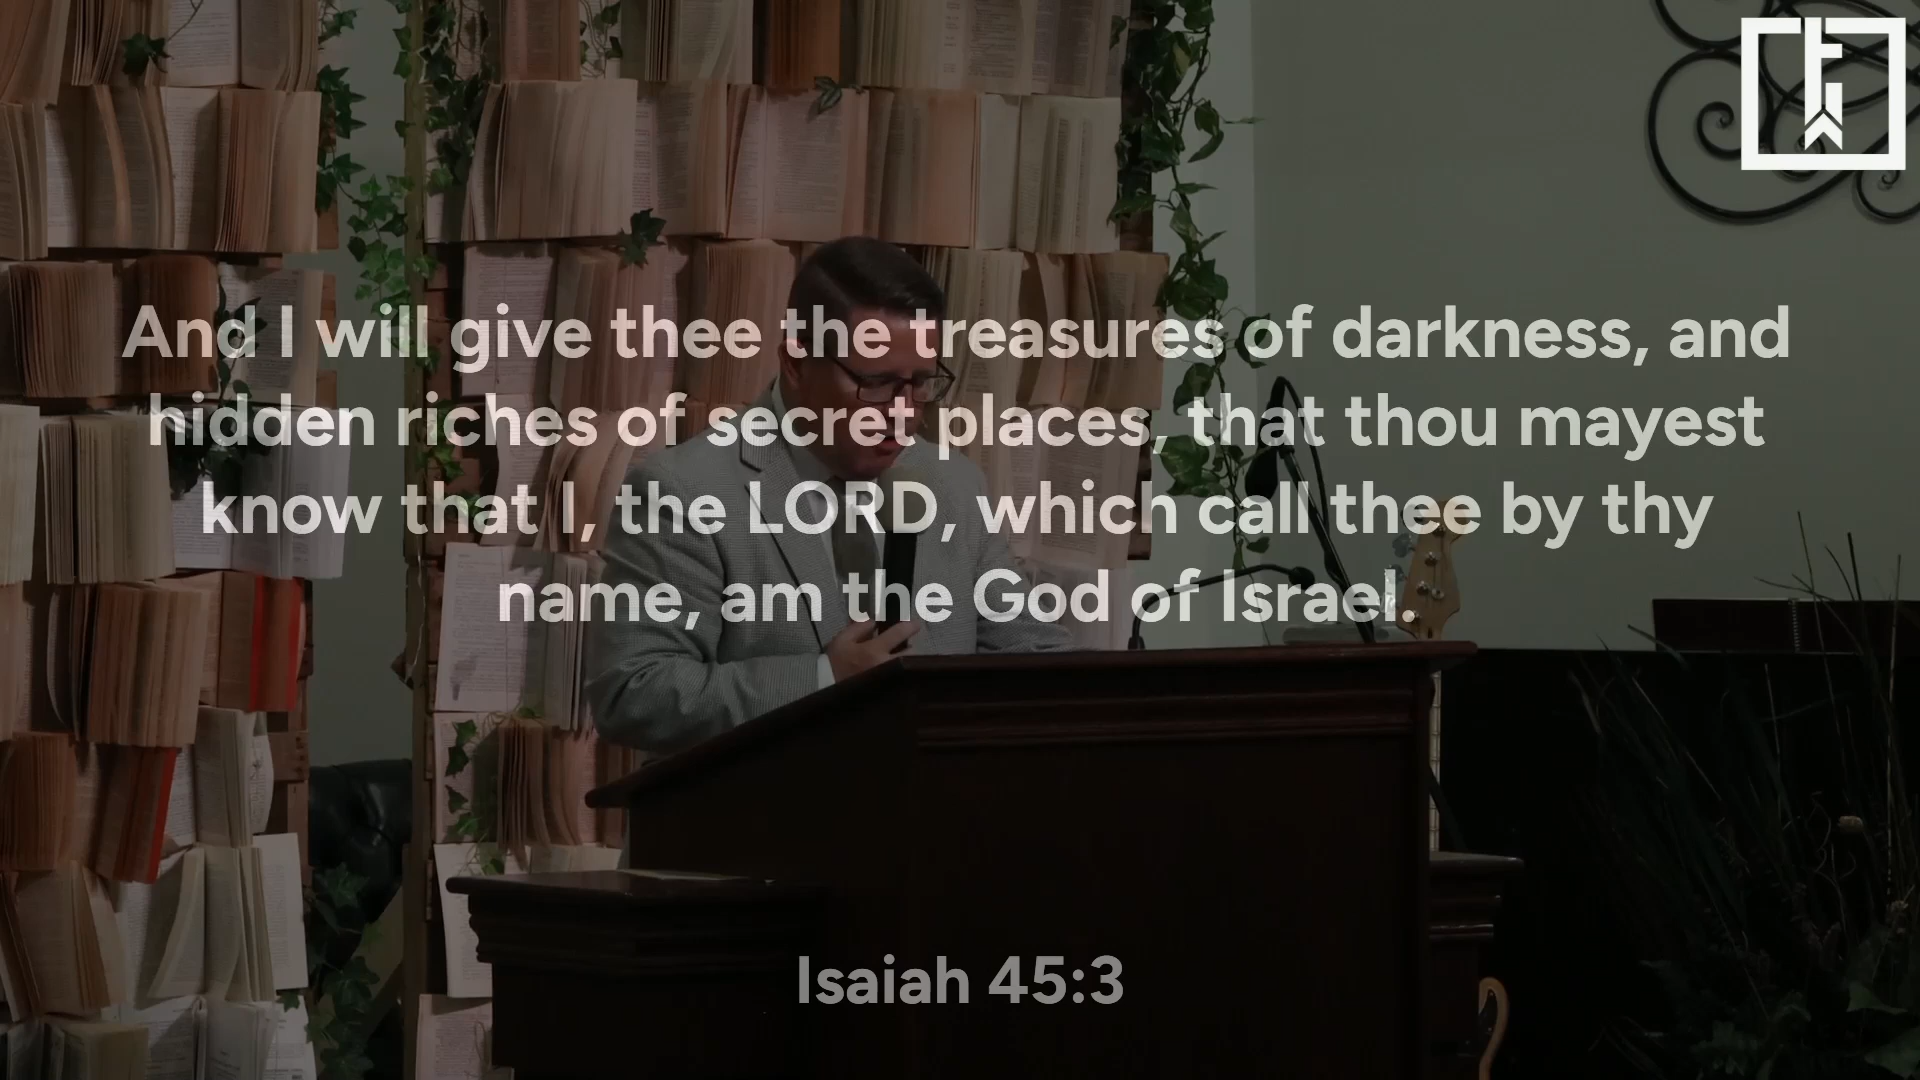 And I will give thee the treasures of darkness, and
hidden riches of secret places, that thou mayest
know that I, the LORD, which call thee by thy
name, am the God of Israel.
Isaiah 45:3